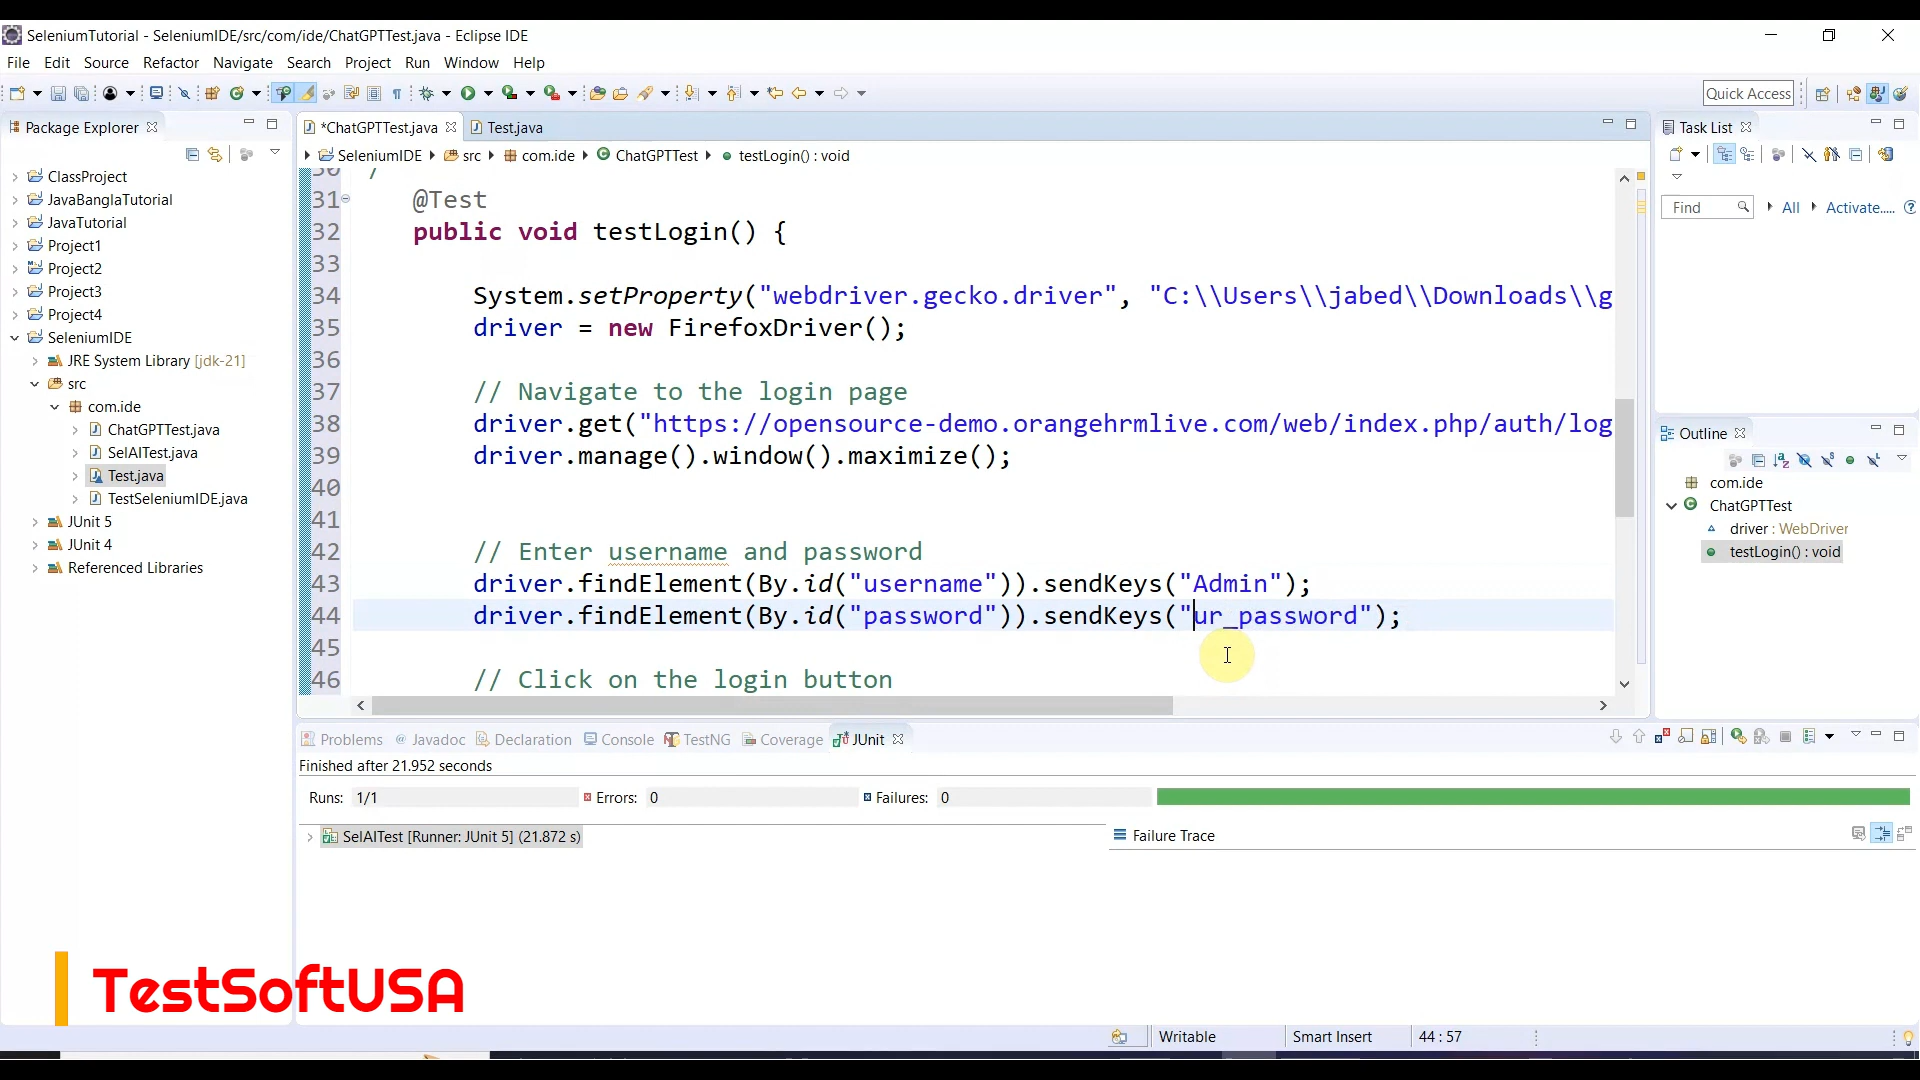 SeleniumTutorial - SeleniumIDE/src/com/ide/ChatGPTTest.java - Eclipse IDE
File Edit Source Refactor Navigate Search Project Run Window Help
Quick Access
Package Explorer
*ChatGPTTest.java
Test.java
Task List
SeleniumIDE src com.ide ChatGPTTest testLogin() : void
Find All Activate.....
ClassProject
JavaBanglaTutorial
JavaTutorial
Project1
Project2
Project3
Project4
SeleniumIDE
JRE System Library [jdk-21]
src
com.ide
ChatGPTTest.java
SelAITest.java
Test.java
TestSeleniumIDE.java
JUnit 5
JUnit 4
Referenced Libraries
30 /
31 @Test
32 public void testLogin() {
33
34 System.setProperty("webdriver.gecko.driver", "C:\\Users\\jabed\\Downloads\\g
35 driver = new FirefoxDriver();
36
37 // Navigate to the login page
38 driver.get("https://opensource-demo.orangehrmlive.com/web/index.php/auth/log
39 driver.manage().window().maximize();
40
41
42 // Enter username and password
43 driver.findElement(By.id("username")).sendKeys("Admin");
44 driver.findElement(By.id("password")).sendKeys("ur_password");
45
46 // Click on the login button
Outline
com.ide
ChatGPTTest
driver : WebDriver
testLogin() : void
Problems Javadoc Declaration Console TestNG Coverage JUnit
Finished after 21.952 seconds
Runs: 1/1 Errors: 0 Failures: 0
SelAITest [Runner: JUnit 5] (21.872 s)
Failure Trace
TestSoftUSA
Writable Smart Insert 44 : 57